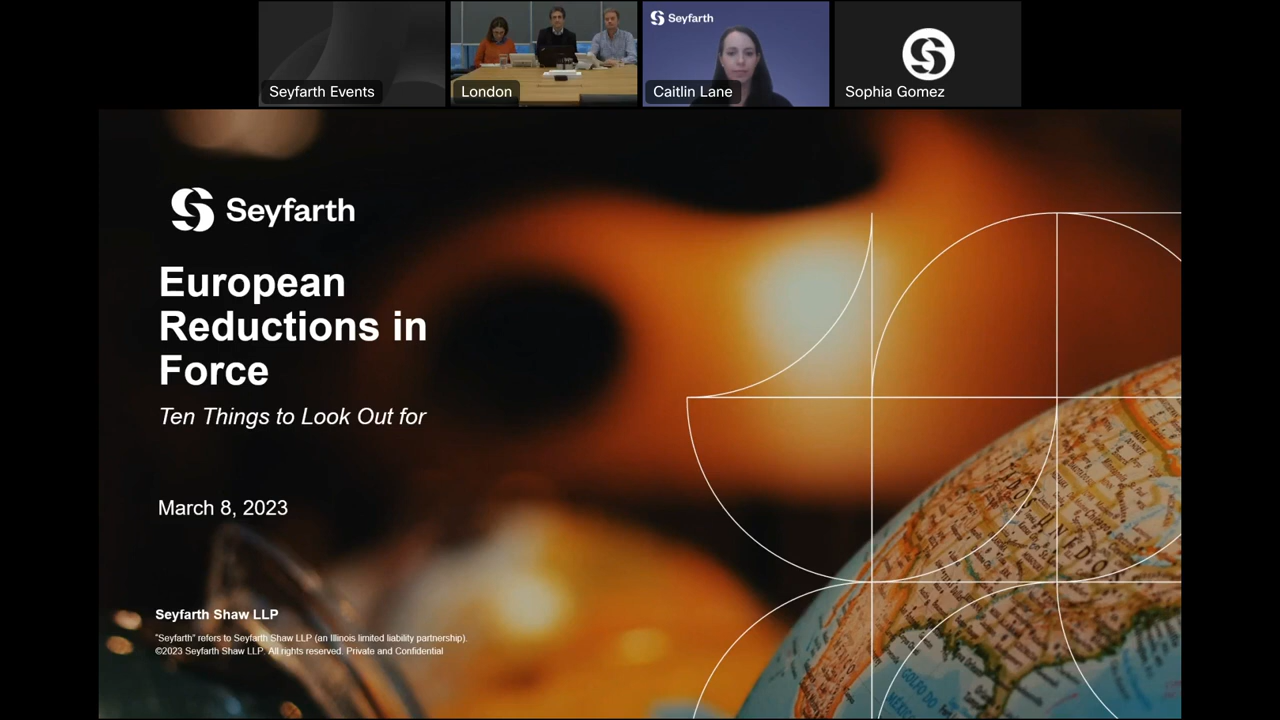 Seyfarth
Seyfarth Events
London
Caitlin Lane
Sophia Gomez
Seyfarth
European
Reductions in
Force
Ten Things to Look Out for
March 8, 2023
Seyfarth Shaw LLP
"Seyfarth" refers to Seyfarth Shaw LLP (an Illinois limited liability partnership).
©2023 Seyfarth Shaw LLP. All rights reserved. Private and Confidential
GOLFO DO